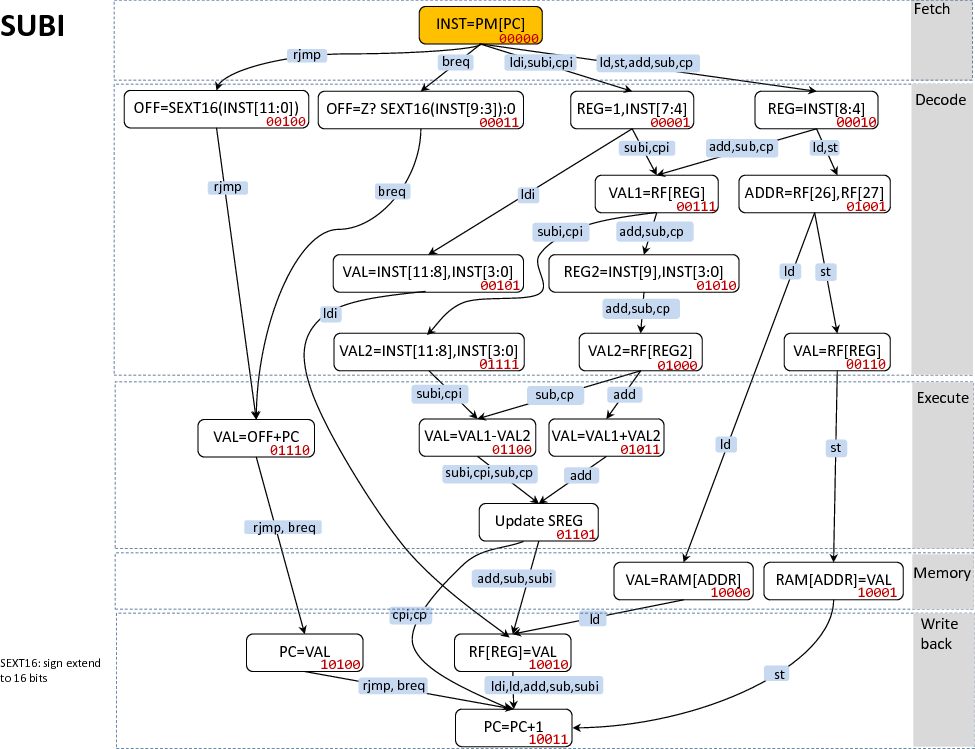 SUBI
Fetch
INST=PM[PC]
00000
rjmp
breq
ldi,subi,cpi
ld,st,add,sub,cp
Decode
OFF=SEXT16(INST[11:0])
00100
OFF=Z? SEXT16(INST[9:3]):0
00011
REG=1,INST[7:4]
00001
REG=INST[8:4]
00010
subi,cpi
add,sub,cp
ld,st
rjmp
breq
ldi
VAL1=RF[REG]
00111
ADDR=RF[26],RF[27]
01001
subi,cpi
add,sub,cp
VAL=INST[11:8],INST[3:0]
00101
REG2=INST[9],INST[3:0]
01010
ld
st
ldi
add,sub,cp
VAL2=INST[11:8],INST[3:0]
01111
VAL2=RF[REG2]
01000
VAL=RF[REG]
00110
Execute
subi,cpi
sub,cp
add
VAL=OFF+PC
01110
VAL=VAL1-VAL2
01100
VAL=VAL1+VAL2
01011
ld
st
subi,cpi,sub,cp
add
Update SREG
01101
rjmp, breq
Memory
add,sub,subi
VAL=RAM[ADDR]
10000
RAM[ADDR]=VAL
10001
cpi,cp
ld
Write
back
SEXT16: sign extend
to 16 bits
PC=VAL
10100
RF[REG]=VAL
10010
rjmp, breq
ldi,ld,add,sub,subi
st
PC=PC+1
10011